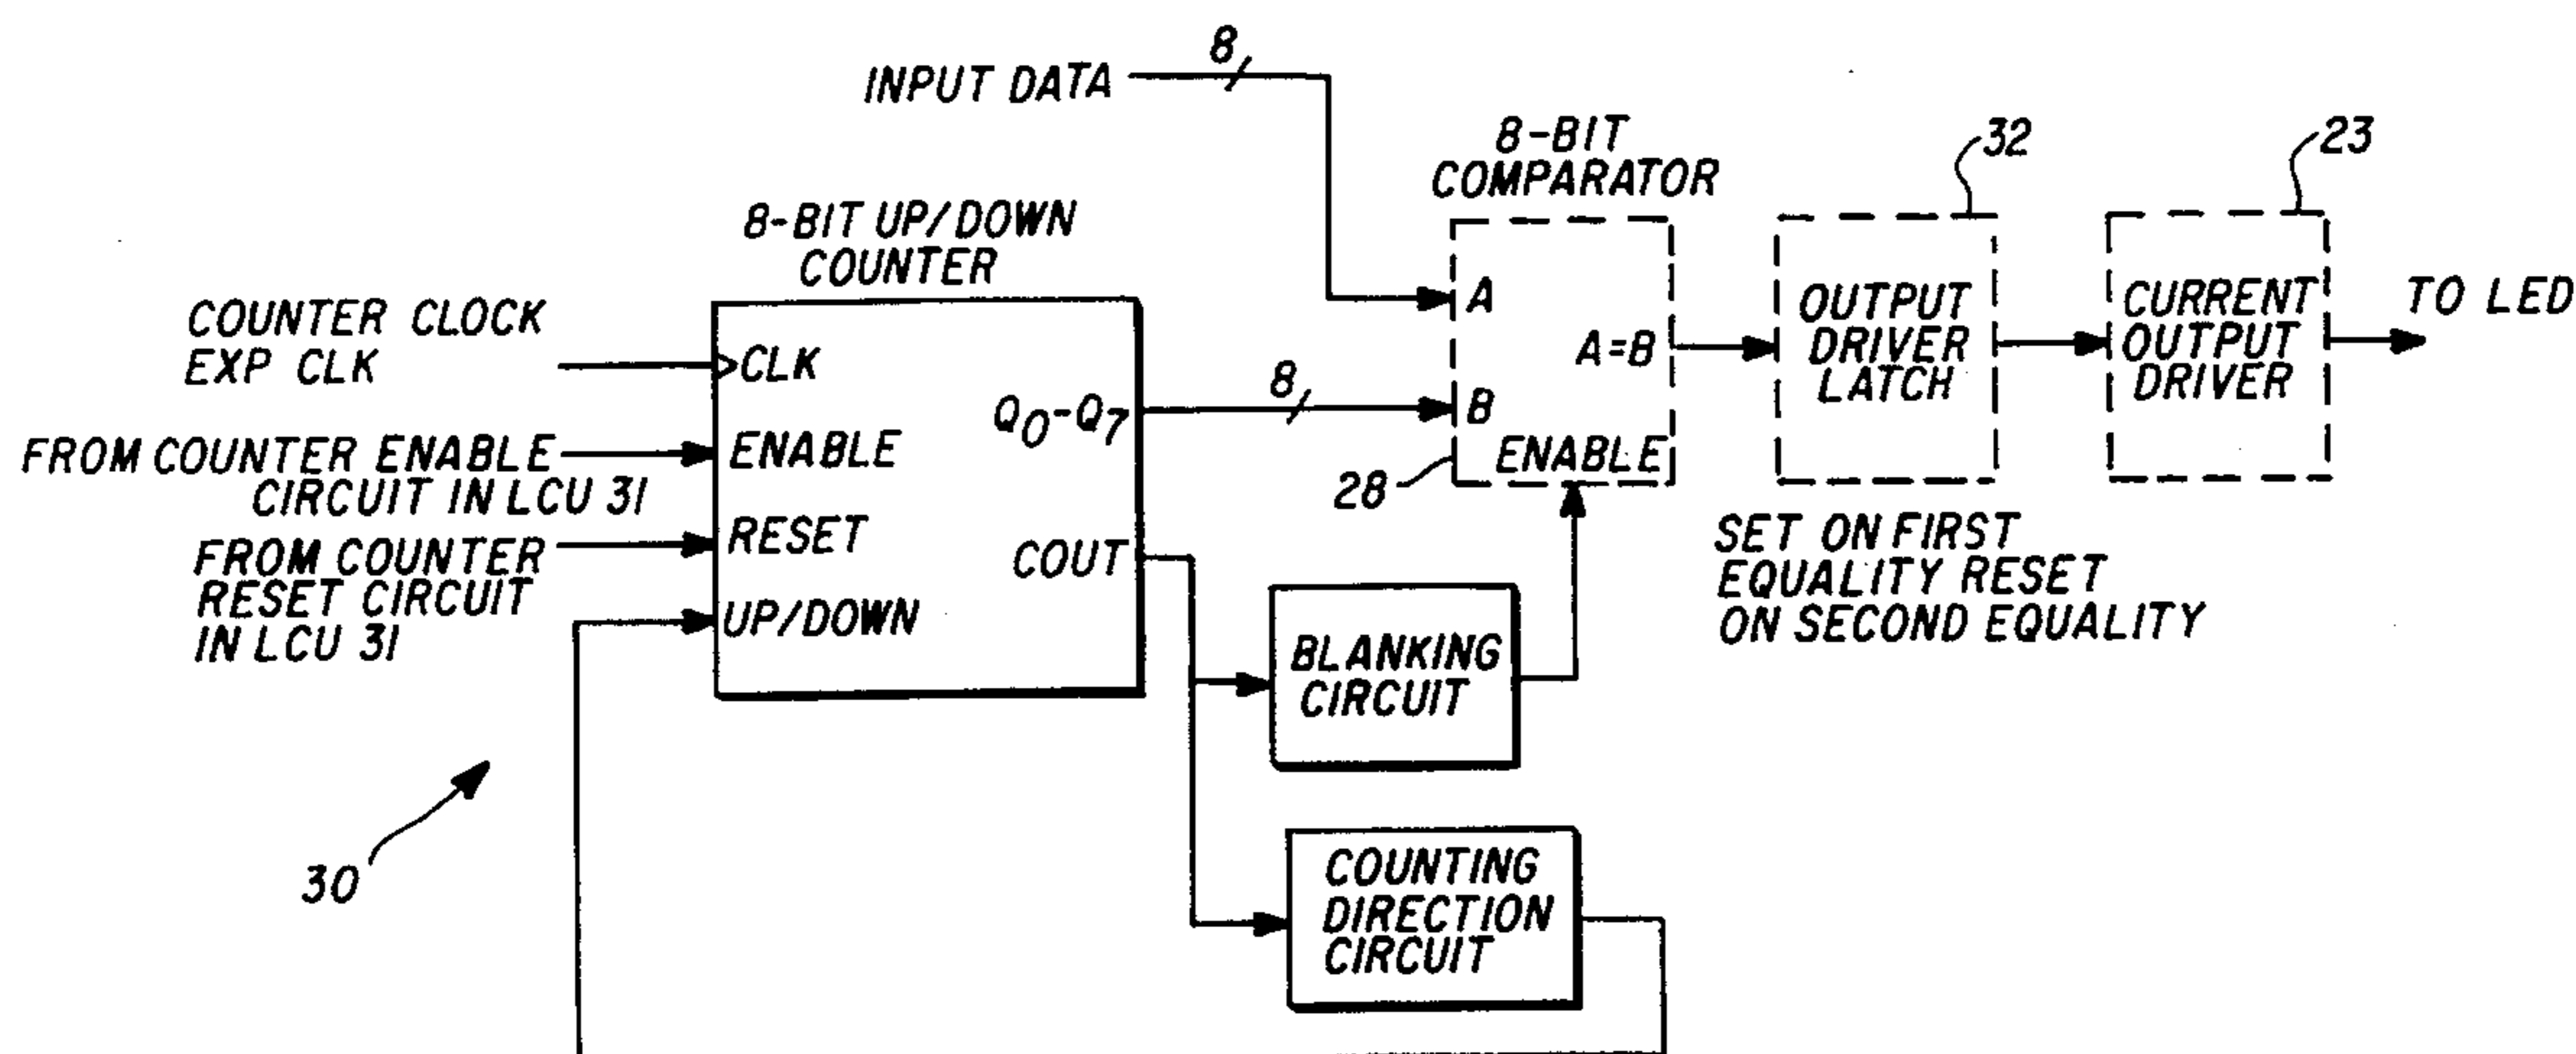 8
INPUT DATA
8-BIT
COMPARATOR
32
23
8-BIT UP/DOWN
COUNTER
COUNTER CLOCK
EXP CLK
CLK
FROM COUNTER ENABLE
CIRCUIT IN LCU 31
ENABLE
FROM COUNTER
RESET CIRCUIT
IN LCU 31
RESET
UP/DOWN
Q0-Q7
COUT
8
A
B
A=B
ENABLE
28
OUTPUT
DRIVER
LATCH
CURRENT
OUTPUT
DRIVER
TO LED
SET ON FIRST
EQUALITY RESET
ON SECOND EQUALITY
BLANKING
CIRCUIT
COUNTING
DIRECTION
CIRCUIT
30